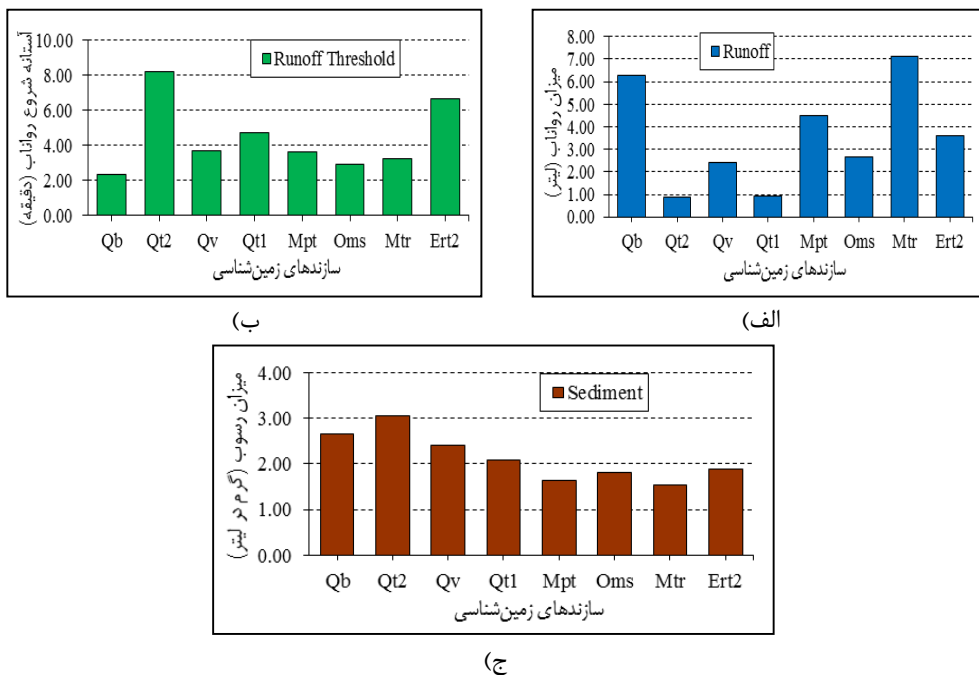 آستانه شروع رواناب (دقیقه)
10.00
8.00
6.00
4.00
2.00
0.00
Runoff Threshold
Qb Qt2 Qv Qt1 Mpt Oms Mtr Ert2
سازندهای زمین‌شناسی
ب)
میزان رواناب (لیتر)
8.00
7.00
6.00
5.00
4.00
3.00
2.00
1.00
0.00
Runoff
Qb Qt2 Qv Qt1 Mpt Oms Mtr Ert2
سازندهای زمین‌شناسی
الف)
میزان رسوب (گرم در لیتر)
4.00
3.00
2.00
1.00
0.00
Sediment
Qb Qt2 Qv Qt1 Mpt Oms Mtr Ert2
سازندهای زمین‌شناسی
ج)